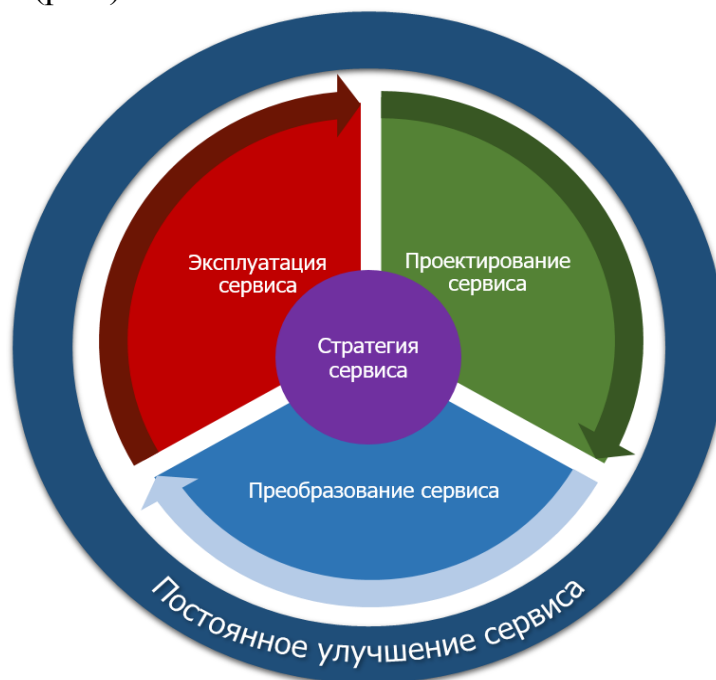 Эксплуатация
сервиса
Проектирование
сервиса
Стратегия
сервиса
Преобразование сервиса
Постоянное улучшение сервиса